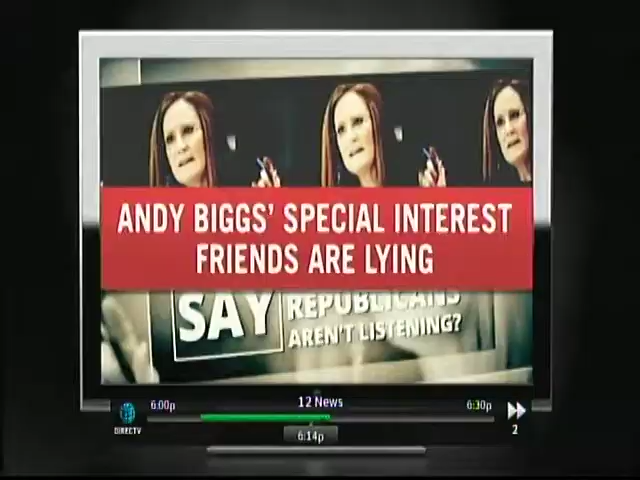 ANDY BIGGS' SPECIAL INTEREST
FRIENDS ARE LYING
SAY
REPUBLICANS
AREN'T LISTENING?
6:00p
12 News
6:30p
DIRECTV
2
6:14p